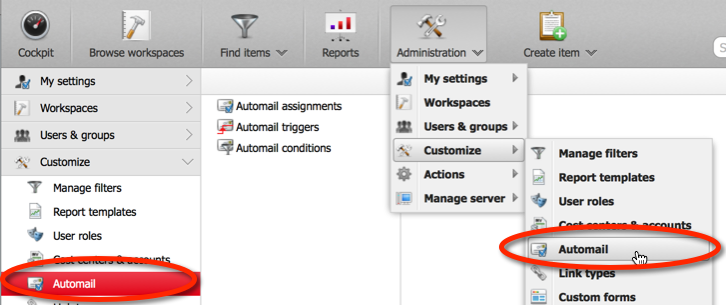 Cockpit
Browse workspaces
Find items
Reports
Administration
Create item
My settings
Workspaces
Users & groups
Customize
Manage filters
Report templates
User roles
Cost centers & accounts
Automail
Automail assignments
Automail triggers
Automail conditions
My settings
Workspaces
Users & groups
Customize
Actions
Manage server
Manage filters
Report templates
User roles
Cost centers & accounts
Automail
Link types
Custom forms